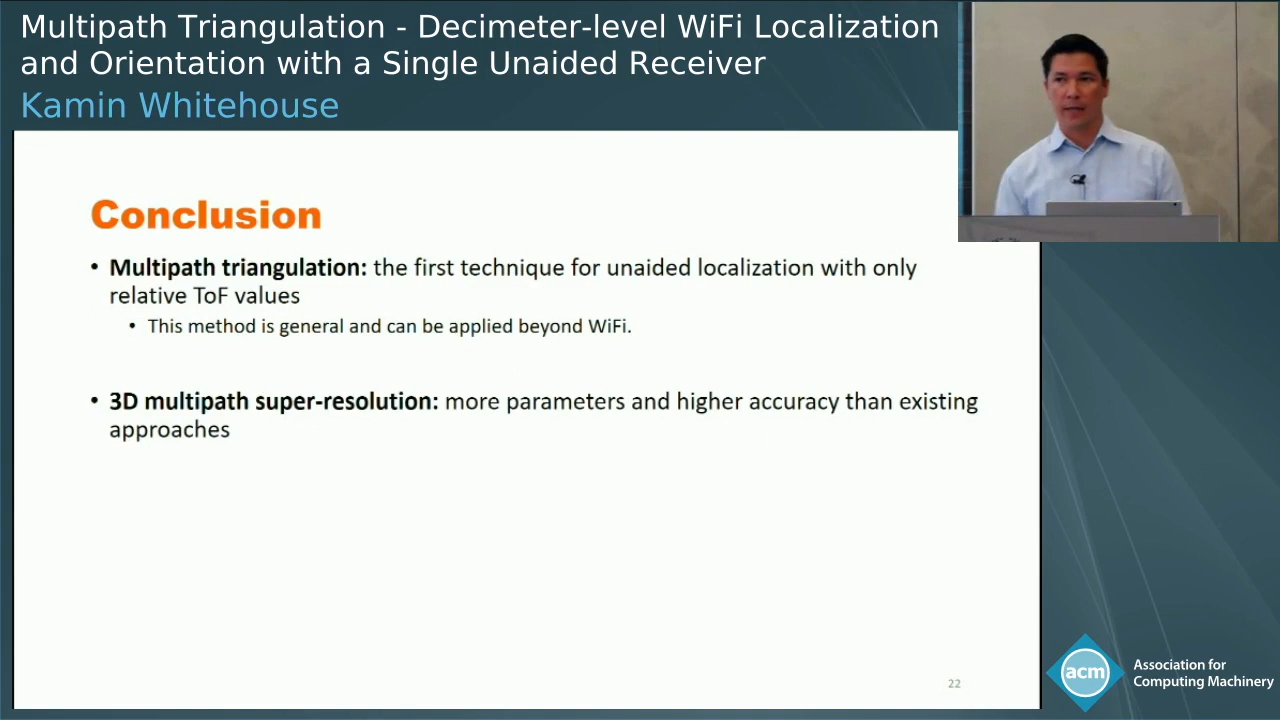 Multipath Triangulation - Decimeter-level WiFi Localization
and Orientation with a Single Unaided Receiver
Kamin Whitehouse
Conclusion
• Multipath triangulation: the first technique for unaided localization with only
relative ToF values
• This method is general and can be applied beyond WiFi.
• 3D multipath super-resolution: more parameters and higher accuracy than existing
approaches
22
acm
Association for
Computing Machinery